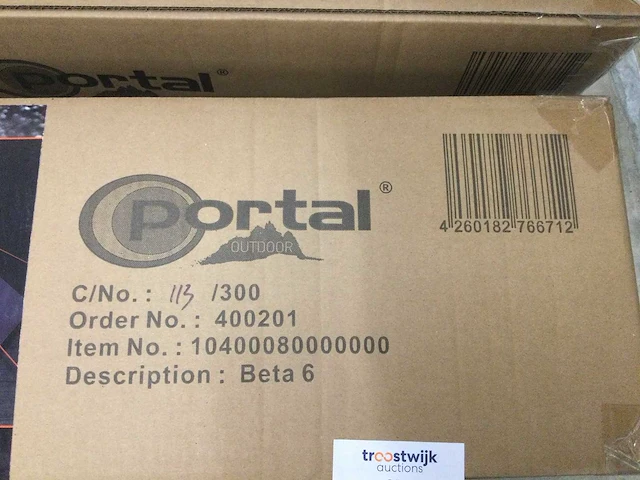 portal®
portal®
OUTDOOR
4 260182 766712
C/No. : 113 /300
Order No. : 400201
Item No. : 10400080000000
Description : Beta 6
troostwijk
auctions